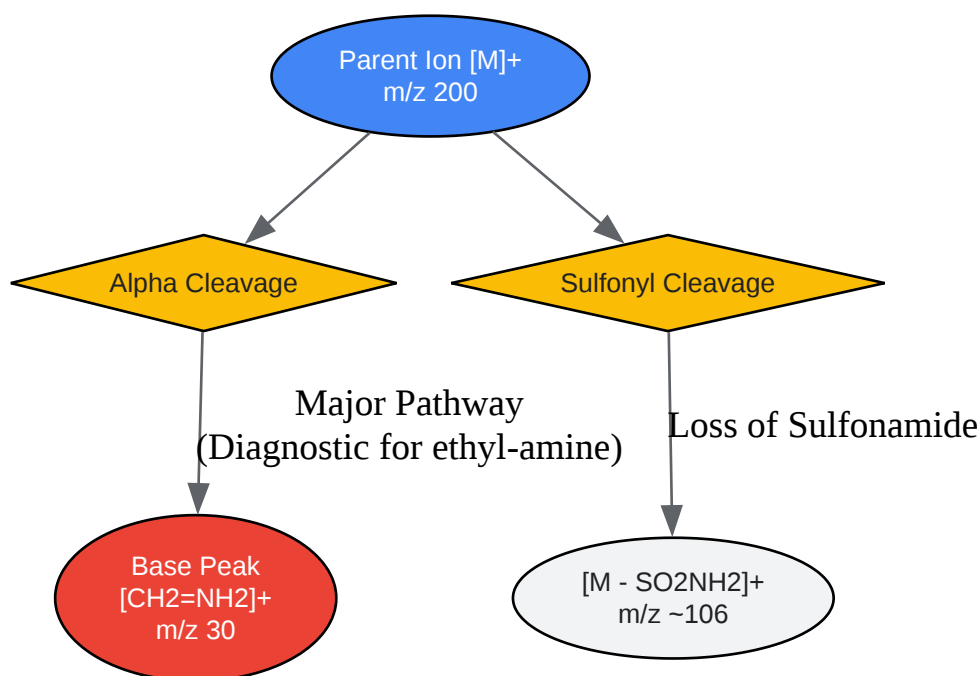 Parent Ion [M]+
m/z 200
Alpha Cleavage
Sulfonyl Cleavage
Major Pathway
(Diagnostic for ethyl-amine)
Loss of Sulfonamide
Base Peak
[CH2=NH2]+
m/z 30
[M - SO2NH2]+
m/z ~106